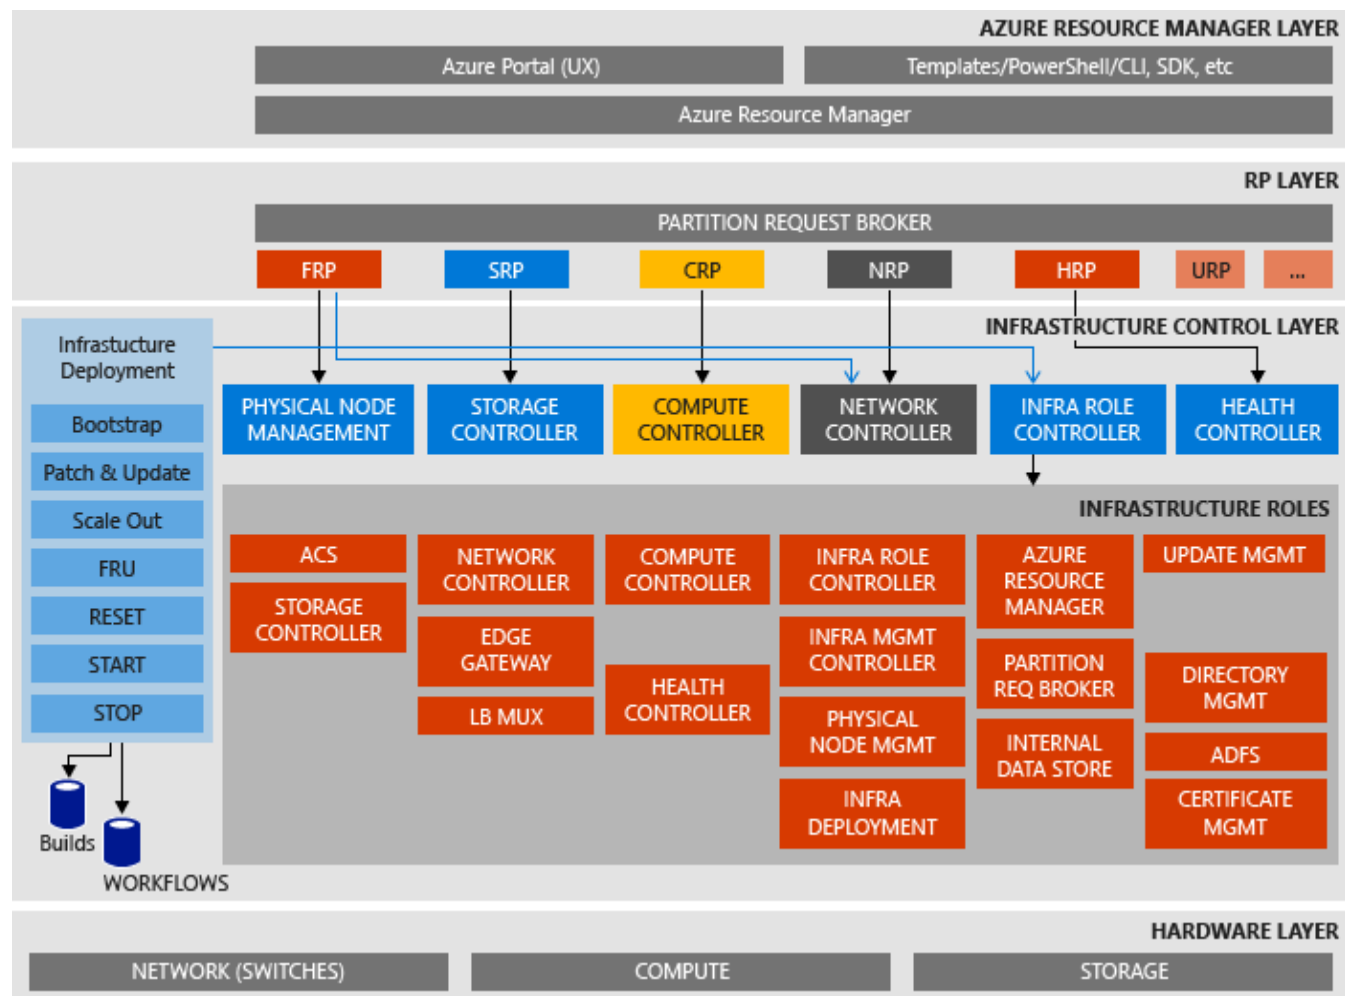 AZURE RESOURCE MANAGER LAYER
Azure Portal (UX)
Templates/PowerShell/CLI, SDK, etc
Azure Resource Manager
RP LAYER
PARTITION REQUEST BROKER
FRP
SRP
CRP
NRP
HRP
URP
...
INFRASTRUCTURE CONTROL LAYER
Infrastucture
Deployment
Bootstrap
Patch & Update
Scale Out
FRU
RESET
START
STOP
Builds
WORKFLOWS
PHYSICAL NODE
MANAGEMENT
STORAGE
CONTROLLER
COMPUTE
CONTROLLER
NETWORK
CONTROLLER
INFRA ROLE
CONTROLLER
HEALTH
CONTROLLER
INFRASTRUCTURE ROLES
ACS
STORAGE
CONTROLLER
NETWORK
CONTROLLER
EDGE
GATEWAY
LB MUX
COMPUTE
CONTROLLER
HEALTH
CONTROLLER
INFRA ROLE
CONTROLLER
INFRA MGMT
CONTROLLER
PHYSICAL
NODE MGMT
INFRA
DEPLOYMENT
AZURE
RESOURCE
MANAGER
PARTITION
REQ BROKER
INTERNAL
DATA STORE
UPDATE MGMT
DIRECTORY
MGMT
ADFS
CERTIFICATE
MGMT
HARDWARE LAYER
NETWORK (SWITCHES)
COMPUTE
STORAGE